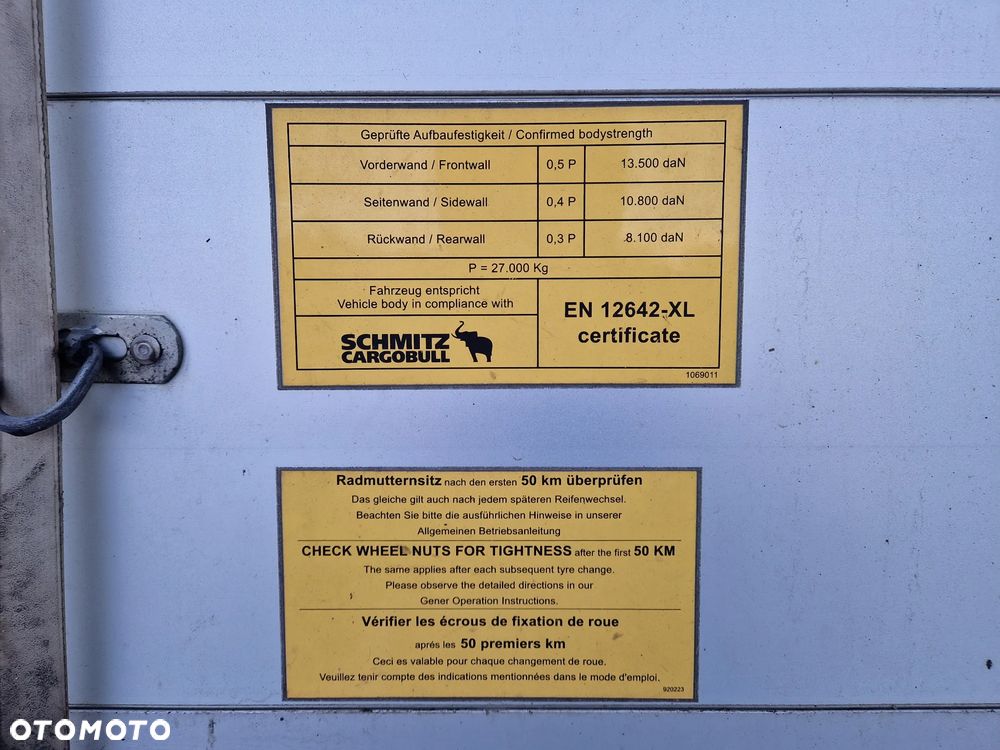 Geprüfte Aufbaufestigkeit / Confirmed bodystrength
Vorderwand / Frontwall 0,5 P 13.500 daN
Seitenwand / Sidewall 0,4 P 10.800 daN
Rückwand / Rearwall 0,3 P 8.100 daN
P = 27.000 Kg
Fahrzeug entspricht
Vehicle body in compliance with
SCHMITZ
CARGOBULL
EN 12642-XL
certificate
1069011
Radmutternsitz nach den ersten 50 km überprüfen
Das gleiche gilt auch nach jedem späteren Reifenwechsel.
Beachten Sie bitte die ausführlichen Hinweise in unserer
Allgemeinen Betriebsanleitung
CHECK WHEEL NUTS FOR TIGHTNESS after the first 50 KM
The same applies after each subsequent tyre change.
Please observe the detailed directions in our
Gener Operation Instructions.
Vérifier les écrous de fixation de roue
aprés les 50 premiers km
Ceci es valable pour chaque changement de roue.
Veuillez tenir compte des indications mentionnées dans le mode d'emploi.
920223
OTOMOTO